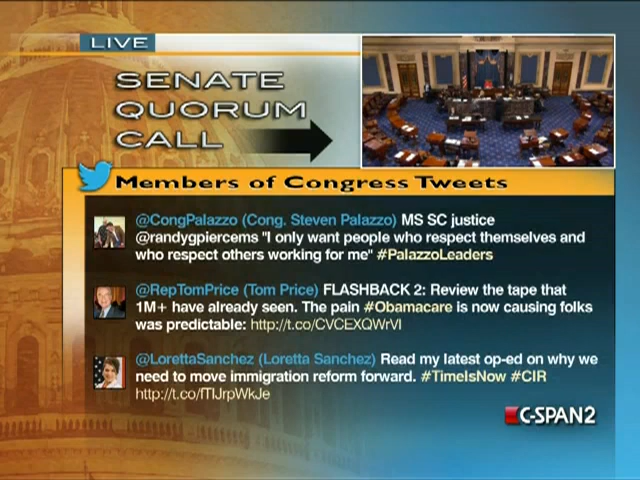 LIVE
SENATE
QUORUM
CALL
Members of Congress Tweets
@CongPalazzo (Cong. Steven Palazzo) MS SC justice
@randygpiercems "I only want people who respect themselves and
who respect others working for me" #PalazzoLeaders
@RepTomPrice (Tom Price) FLASHBACK 2: Review the tape that
1M+ have already seen. The pain #Obamacare is now causing folks
was predictable: http://t.co/CVCEXQWrVl
@LorettaSanchez (Loretta Sanchez) Read my latest op-ed on why we
need to move immigration reform forward. #TimeIsNow #CIR
http://t.co/fTIJrpWkJe
C-SPAN2